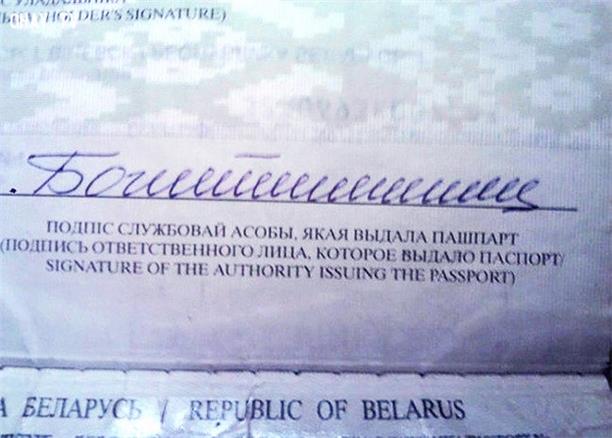 HOLDER'S SIGNATURE)
ПОДПІС СЛУЖБОВАЙ АСОБЫ, ЯКАЯ ВЫДАЛА ПАШПАРТ
(ПОДПИСЬ ОТВЕТСТВЕННОГО ЛИЦА, КОТОРОЕ ВЫДАЛО ПАСПОРТ/
SIGNATURE OF THE AUTHORITY ISSUING THE PASSPORT)
А БЕЛАРУСЬ / REPUBLIC OF BELARUS